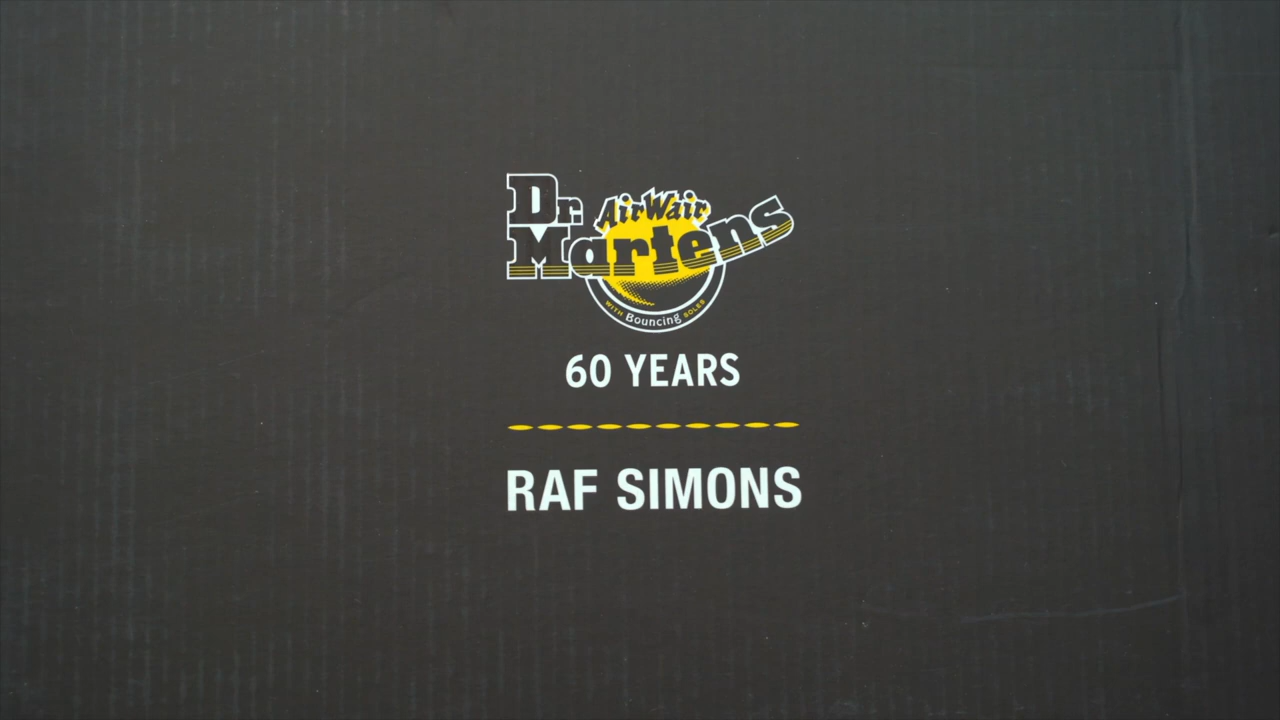 Dr.
AirWair
Martens
WITH Bouncing SOLES
60 YEARS
RAF SIMONS